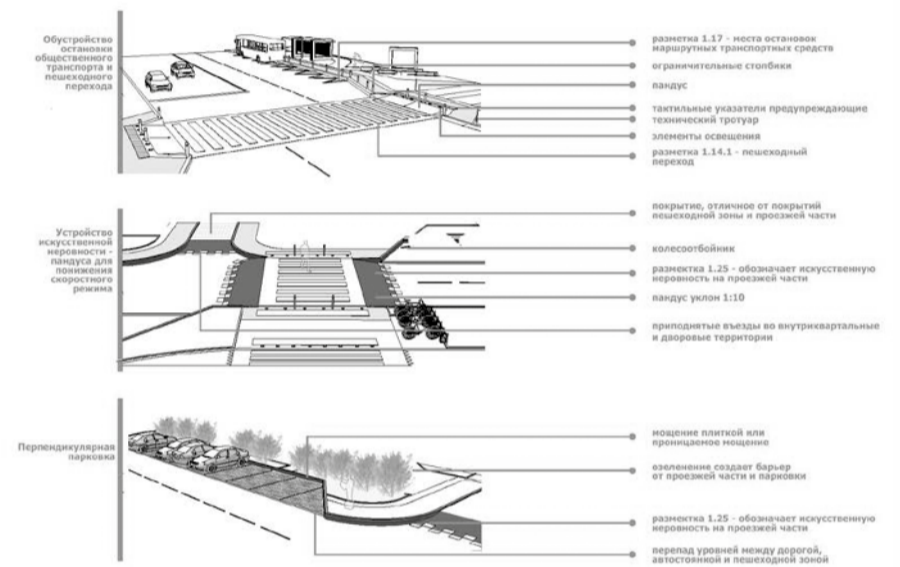 Обустройство
остановки
общественного
транспорта и
пешеходного
перехода
разметка 1.17 - места остановок
маршрутных транспортных средств
ограничительные столбики
пандус
тактильные указатели предупреждающие
технический тротуар
элементы освещения
разметка 1.14.1 - пешеходный
переход
Устройство
искусственной
неровности -
пандуса для
понижения
скоростного
режима
покрытие, отличное от покрытий
пешеходной зоны и проезжей части
колесоотбойник
разментка 1.25 - обозначает искусственную
неровность на проезжей части
пандус уклон 1:10
приподнятые въезды во внутриквартальные
и дворовые территории
Перпендикулярная
парковка
мощение плиткой или
проницаемое мощение
озеленение создает барьер
от проезжей части и парковки
разментка 1.25 - обозначает искусственную
неровность на проезжей части
перепад уровней между дорогой,
автостоянкой и пешеходной зоной